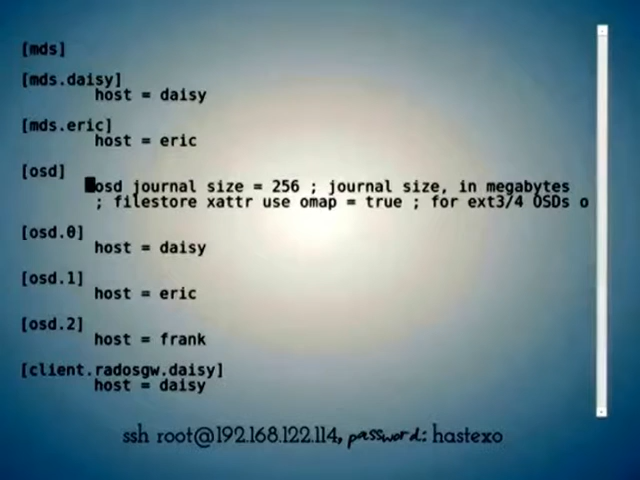 [mds]
[mds.daisy]
host = daisy
[mds.eric]
host = eric
[osd]
osd journal size = 256 ; journal size, in megabytes
; filestore xattr use omap = true ; for ext3/4 OSDs o
[osd.0]
host = daisy
[osd.1]
host = eric
[osd.2]
host = frank
[client.radosgw.daisy]
host = daisy
ssh root@192.168.122.114, password: hastexo